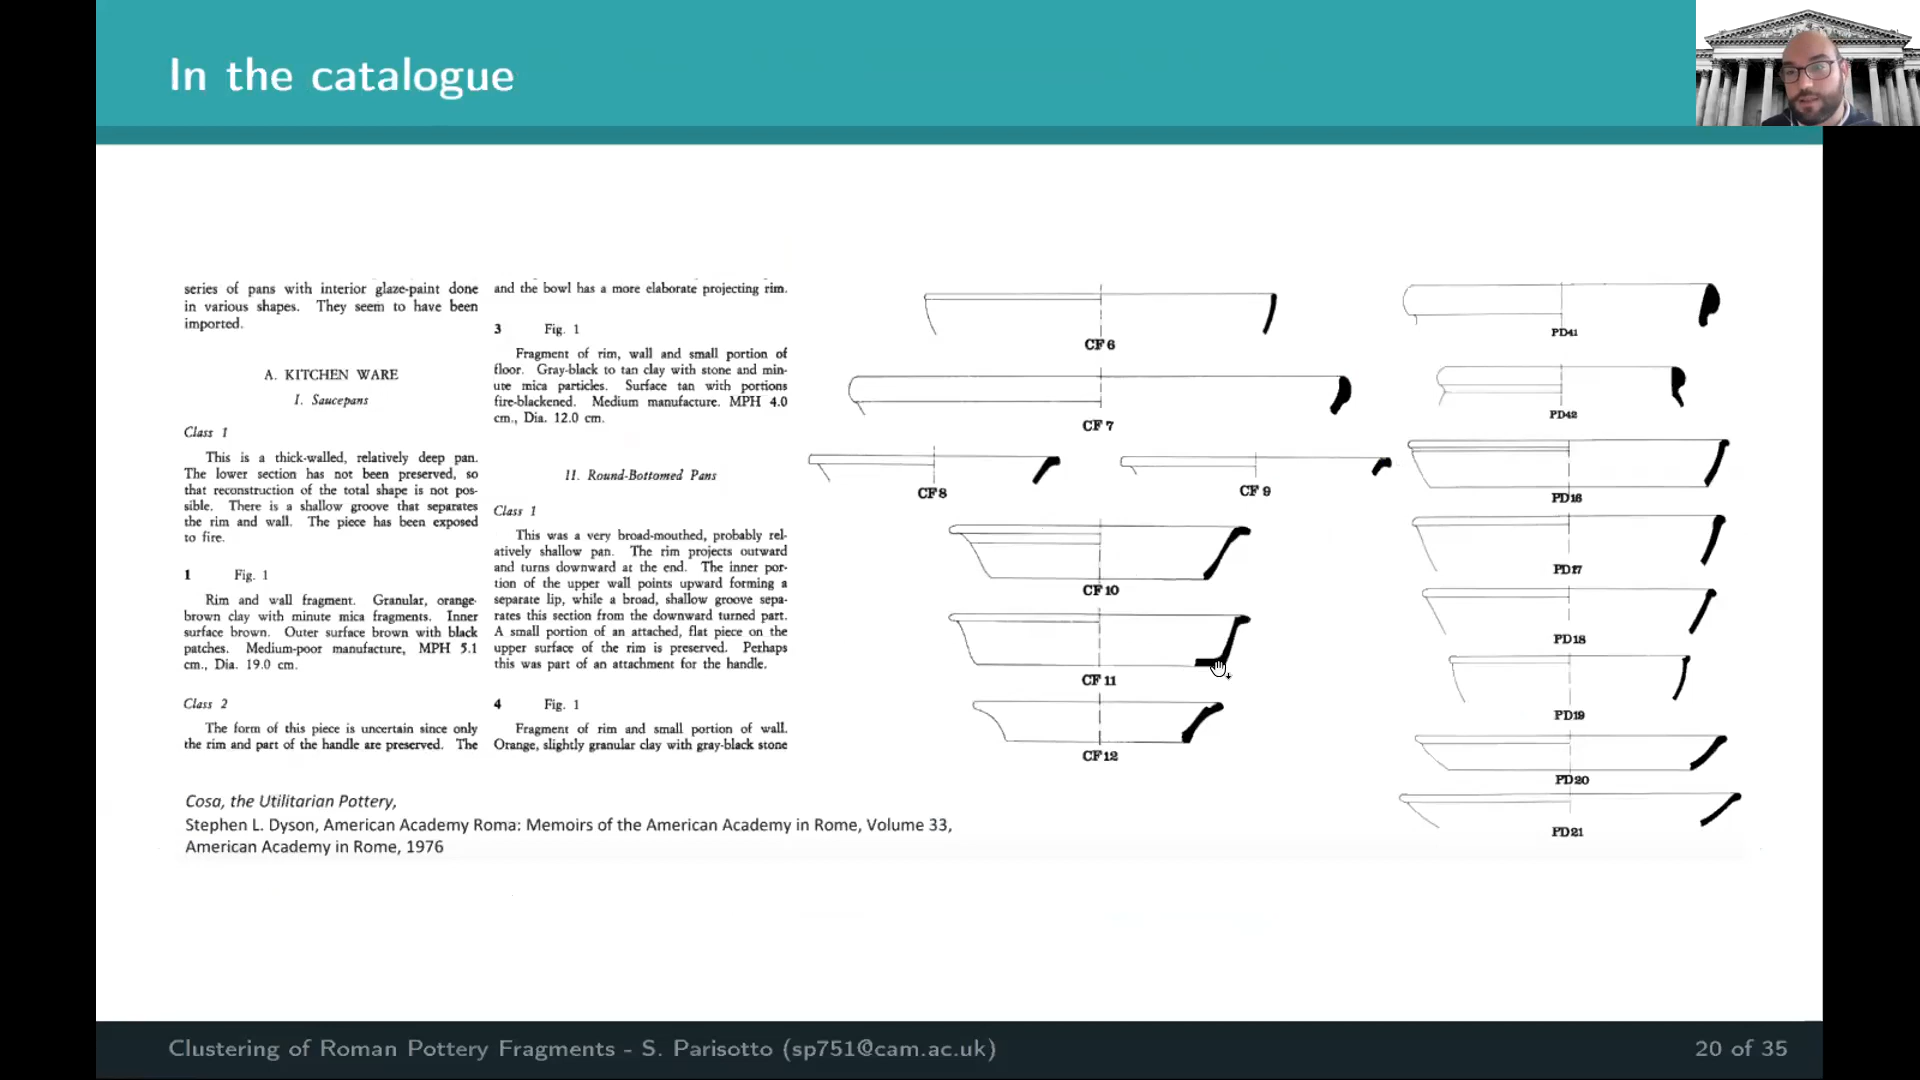 In the catalogue
series of pans with interior glaze-paint done
in various shapes. They seem to have been
imported.
A. KITCHEN WARE
I. Saucepans
Class 1
This is a thick-walled, relatively deep pan.
The lower section has not been preserved, so
that reconstruction of the total shape is not pos-
sible. There is a shallow groove that separates
the rim and wall. The piece has been exposed
to fire.
1 Fig. 1
Rim and wall fragment. Granular, orange-
brown clay with minute mica fragments. Inner
surface brown. Outer surface brown with black
patches. Medium-poor manufacture, MPH 5.1
cm., Dia. 19.0 cm.
Class 2
The form of this piece is uncertain since only
the rim and part of the handle are preserved. The
and the bowl has a more elaborate projecting rim.
3 Fig. 1
Fragment of rim, wall and small portion of
floor. Gray-black to tan clay with stone and min-
ute mica particles. Surface tan with portions
fire-blackened. Medium manufacture. MPH 4.0
cm., Dia. 12.0 cm.
II. Round-Bottomed Pans
Class 1
This was a very broad-mouthed, probably rel-
atively shallow pan. The rim projects outward
and turns downward at the end. The inner por-
tion of the upper wall points upward forming a
separate lip, while a broad, shallow groove sepa-
rates this section from the downward turned part.
A small portion of an attached, flat piece on the
upper surface of the rim is preserved. Perhaps
this was part of an attachment for the handle.
4 Fig. 1
Fragment of rim and small portion of wall.
Orange, slightly granular clay with gray-black stone
CF 6
CF 7
CF 8
CF 9
CF 10
CF 11
CF 12
PD41
PD42
PD16
PD17
PD18
PD19
PD20
PD21
Cosa, the Utilitarian Pottery,
Stephen L. Dyson, American Academy Roma: Memoirs of the American Academy in Rome, Volume 33,
American Academy in Rome, 1976
Clustering of Roman Pottery Fragments - S. Parisotto (sp751@cam.ac.uk)
20 of 35